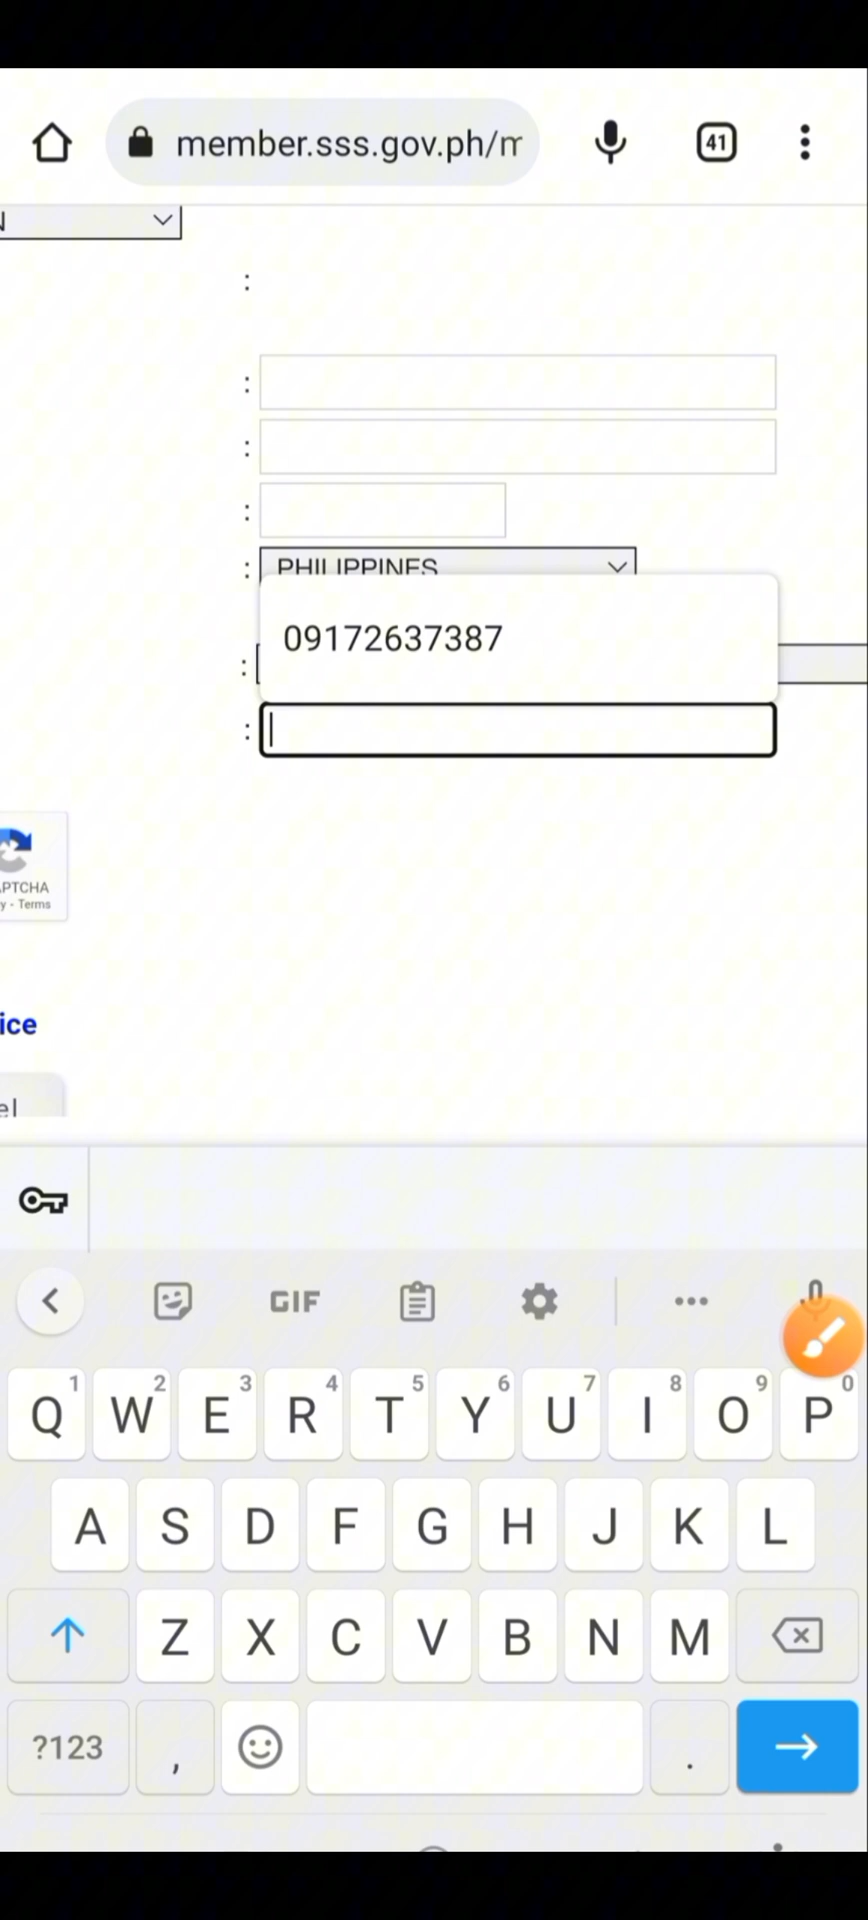 member.sss.gov.ph/m
41
N
:
:
:
:
: PHILIPPINES
09172637387
:
:
APTCHA
y - Terms
ice
el
GIF
1 2 3 4 5 6 7 8 9 0
Q W E R T Y U I O P
A S D F G H J K L
Z X C V B N M
?123 , .